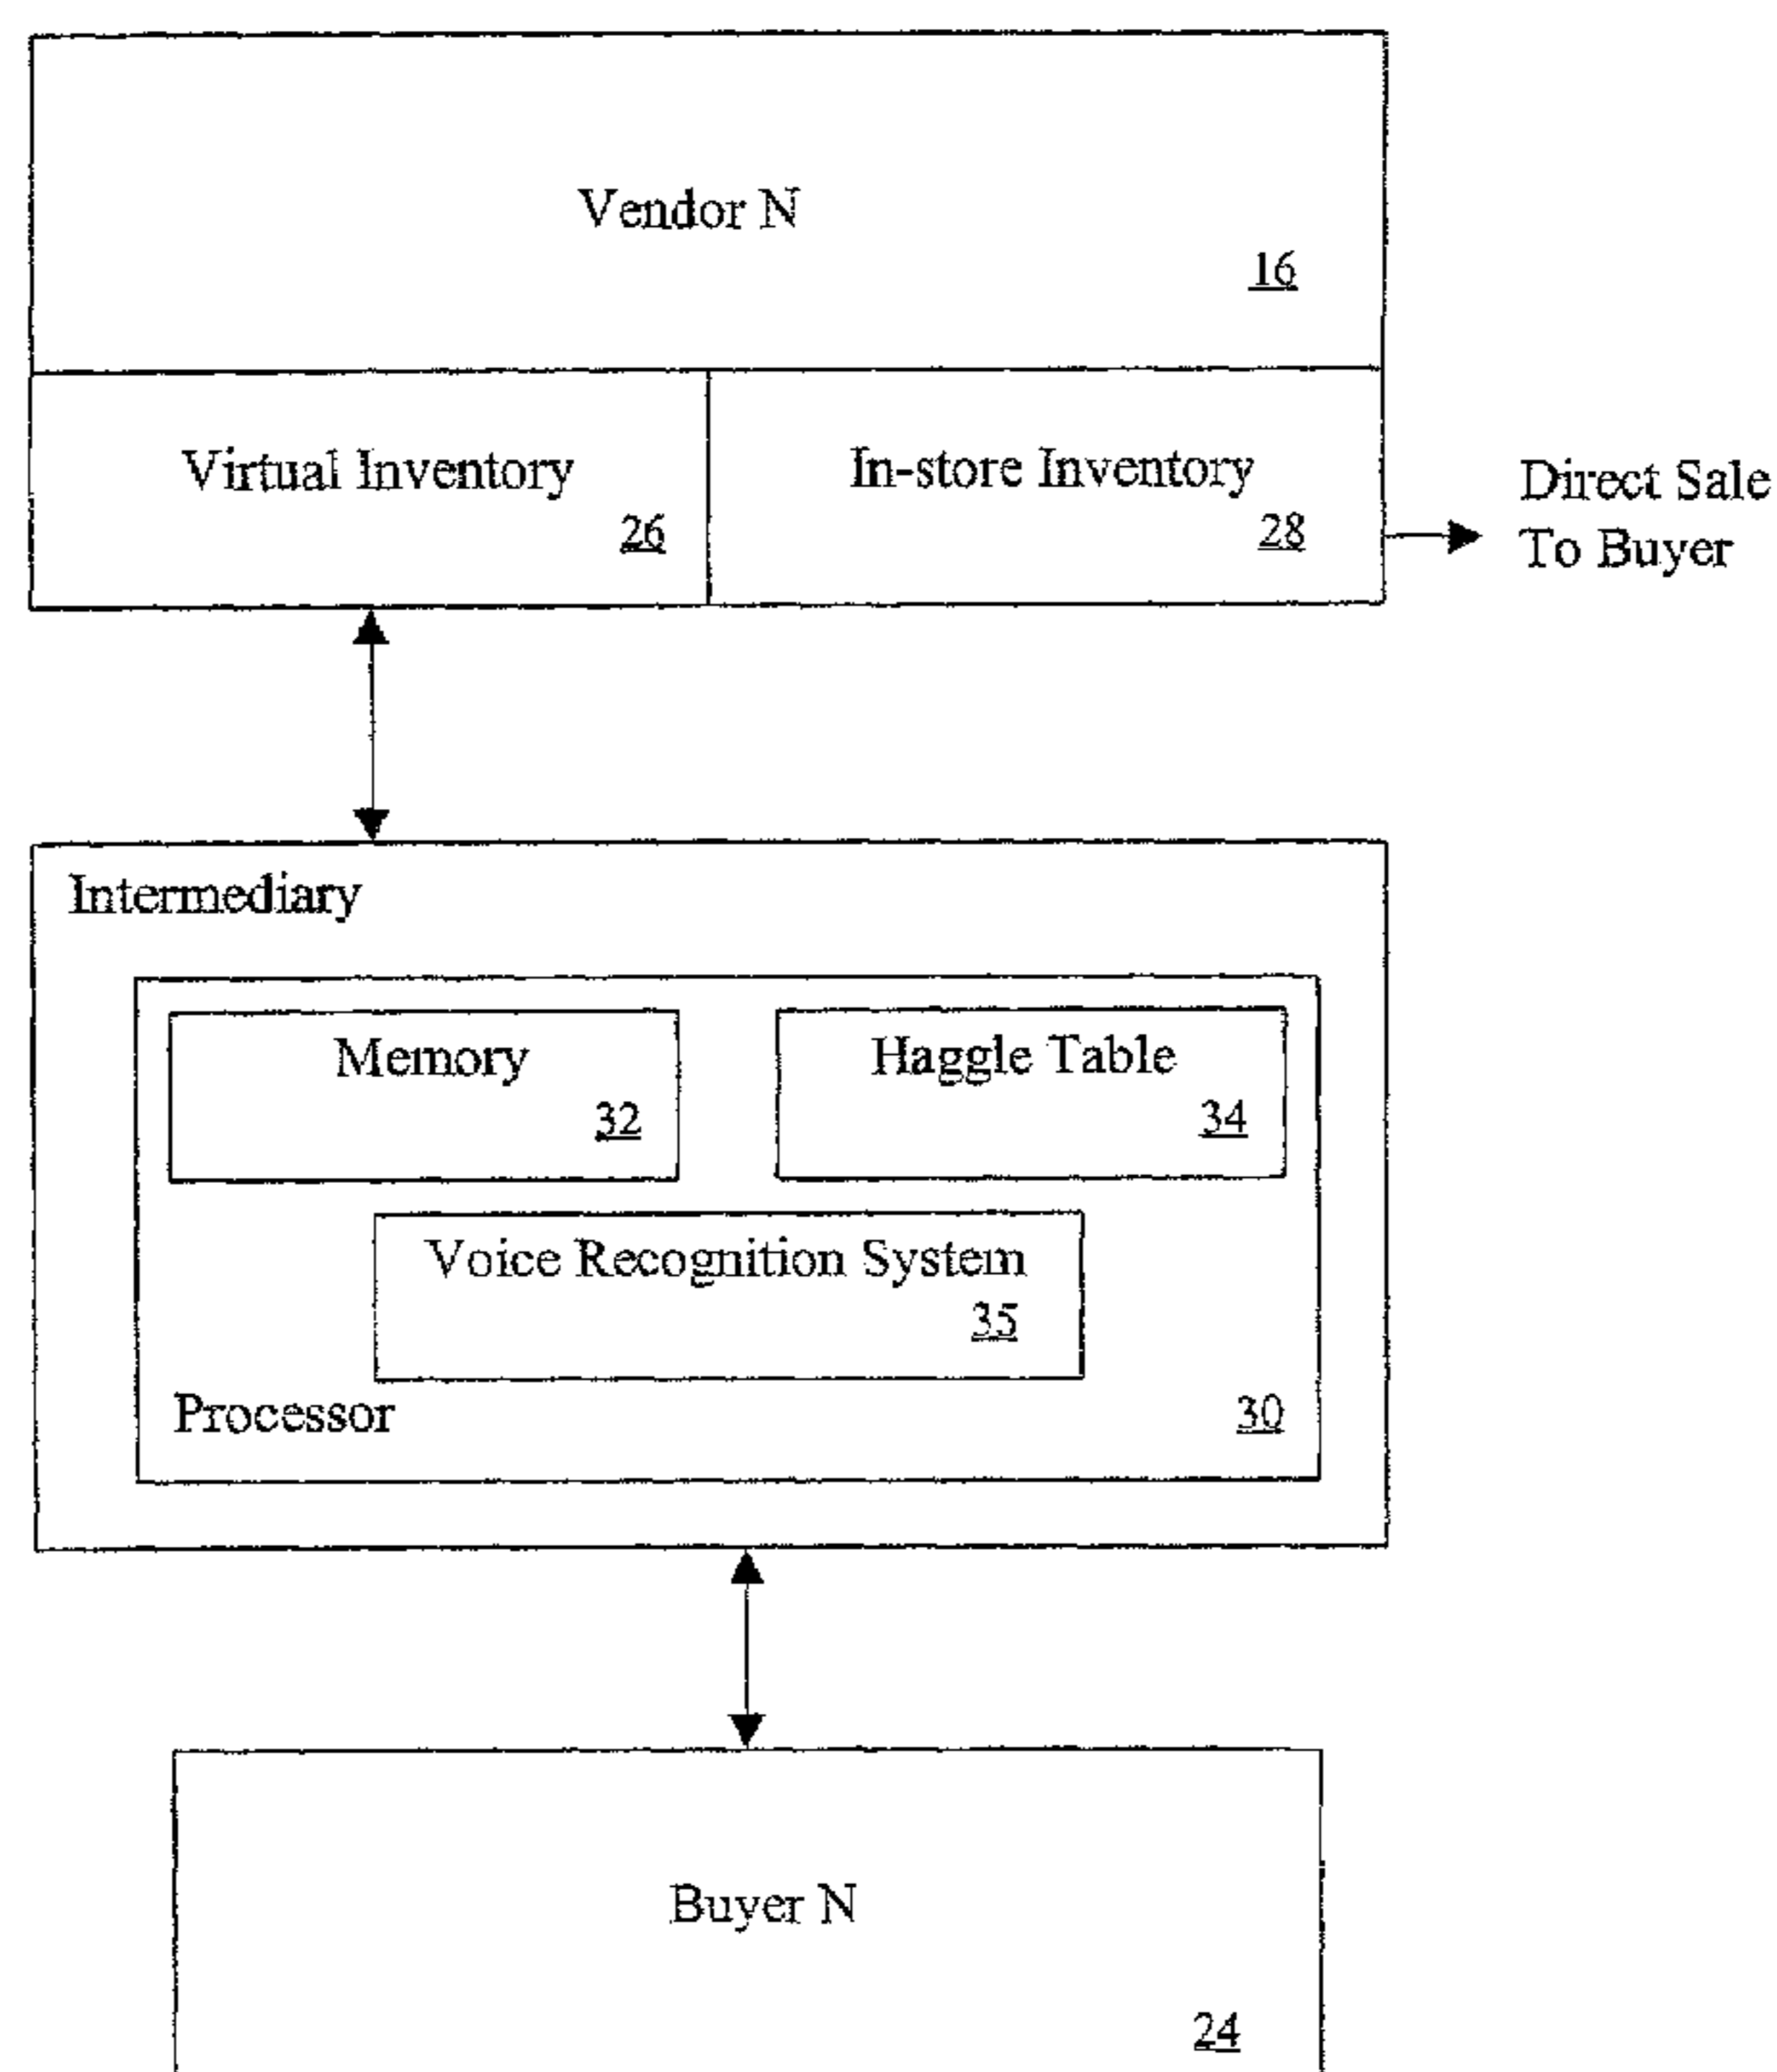 Vendor N
16
Virtual Inventory
26
In-store Inventory
28
Direct Sale
To Buyer
Intermediary
Memory
32
Haggle Table
34
Voice Recognition System
35
Processor
30
Buyer N
24